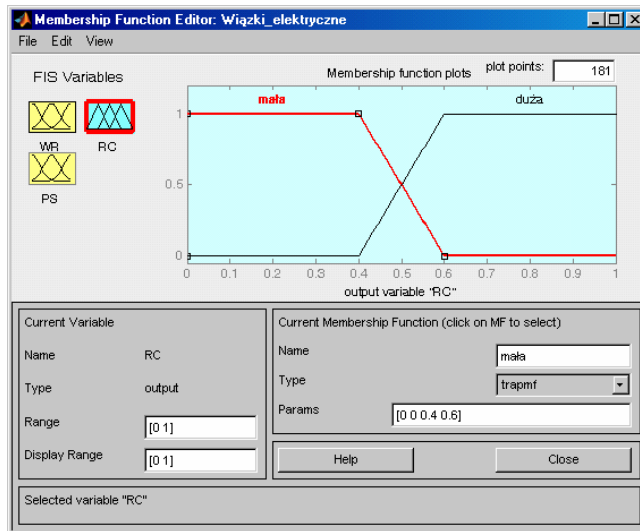 Membership Function Editor: Wiązki_elektryczne
File Edit View
FIS Variables
WR
RC
PS
Membership function plots
plot points:
181
mała
duża
1
0.5
0
0 0.1 0.2 0.3 0.4 0.5 0.6 0.7 0.8 0.9 1
output variable "RC"
Current Variable
Name RC
Type output
Range [0 1]
Display Range [0 1]
Current Membership Function (click on MF to select)
Name mała
Type trapmf
Params [0 0 0.4 0.6]
Help Close
Selected variable "RC"